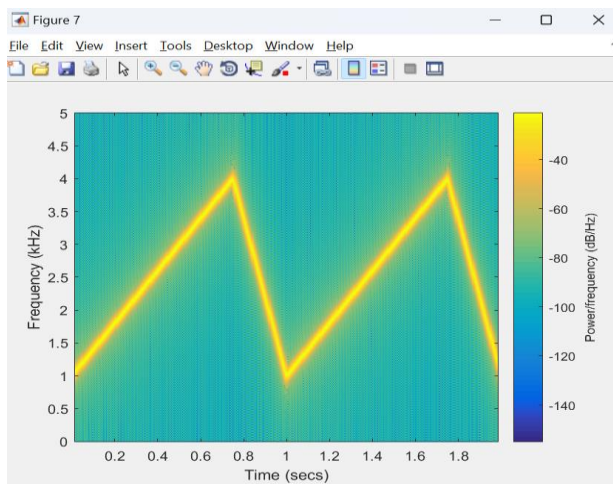 Figure 7
File Edit View Insert Tools Desktop Window Help
5
4.5
4
3.5
3
2.5
2
1.5
1
0.5
0
Frequency (kHz)
0.2 0.4 0.6 0.8 1 1.2 1.4 1.6 1.8
Time (secs)
-40
-60
-80
-100
-120
-140
Power/frequency (dB/Hz)